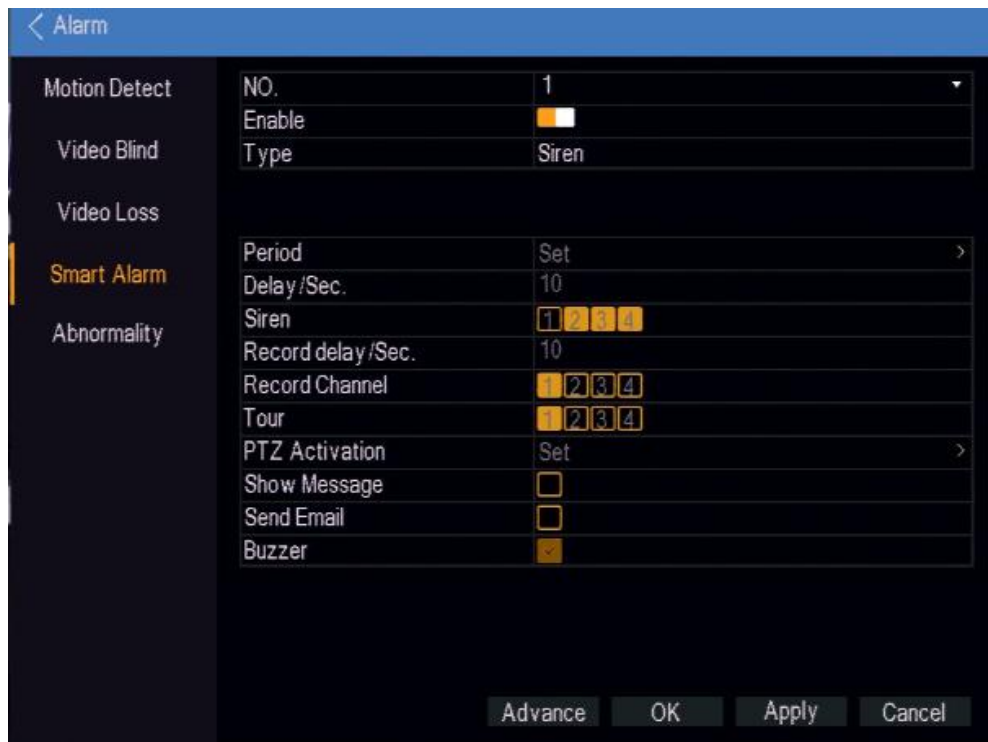 < Alarm
Motion Detect
Video Blind
Video Loss
Smart Alarm
Abnormality
NO. 1
Enable
Type Siren
Period Set >
Delay/Sec. 10
Siren 1 2 3 4
Record delay/Sec. 10
Record Channel 1 2 3 4
Tour 1 2 3 4
PTZ Activation Set >
Show Message
Send Email
Buzzer
Advance OK Apply Cancel